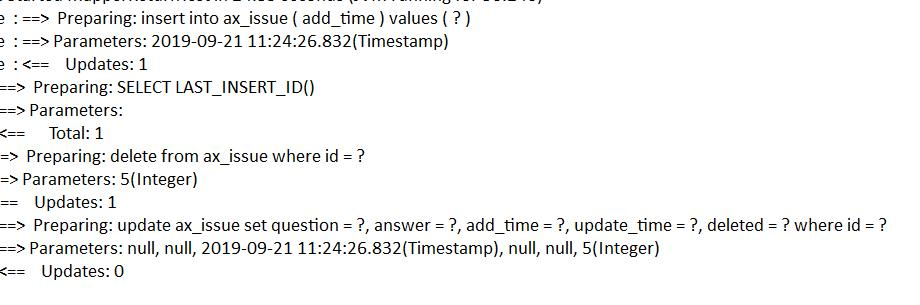 e : ==> Preparing: insert into ax_issue ( add_time ) values ( ? )
e : ==> Parameters: 2019-09-21 11:24:26.832(Timestamp)
e : <== Updates: 1
==> Preparing: SELECT LAST_INSERT_ID()
==> Parameters:
<== Total: 1
=> Preparing: delete from ax_issue where id = ?
=> Parameters: 5(Integer)
== Updates: 1
==> Preparing: update ax_issue set question = ?, answer = ?, add_time = ?, update_time = ?, deleted = ? where id = ?
==> Parameters: null, null, 2019-09-21 11:24:26.832(Timestamp), null, null, 5(Integer)
<== Updates: 0